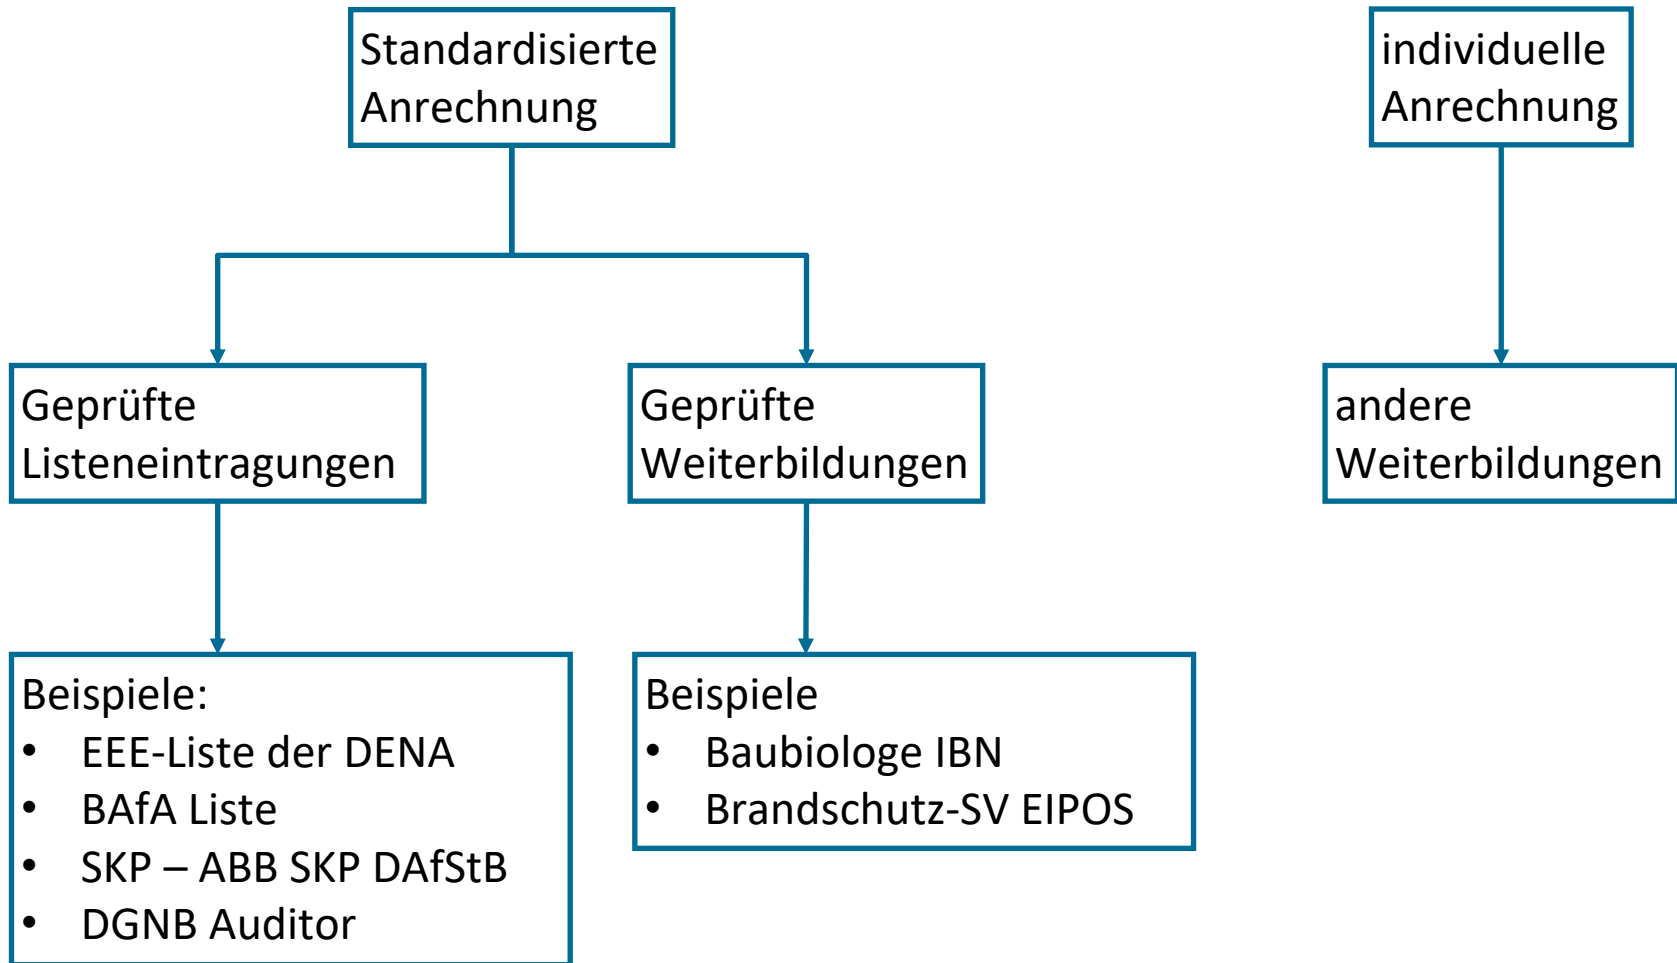 Standardisierte
Anrechnung
individuelle
Anrechnung
Geprüfte
Listeneintragungen
Geprüfte
Weiterbildungen
andere
Weiterbildungen
Beispiele:
• EEE-Liste der DENA
• BAfA Liste
• SKP – ABB SKP DAfStB
• DGNB Auditor
Beispiele
• Baubiologe IBN
• Brandschutz-SV EIPOS